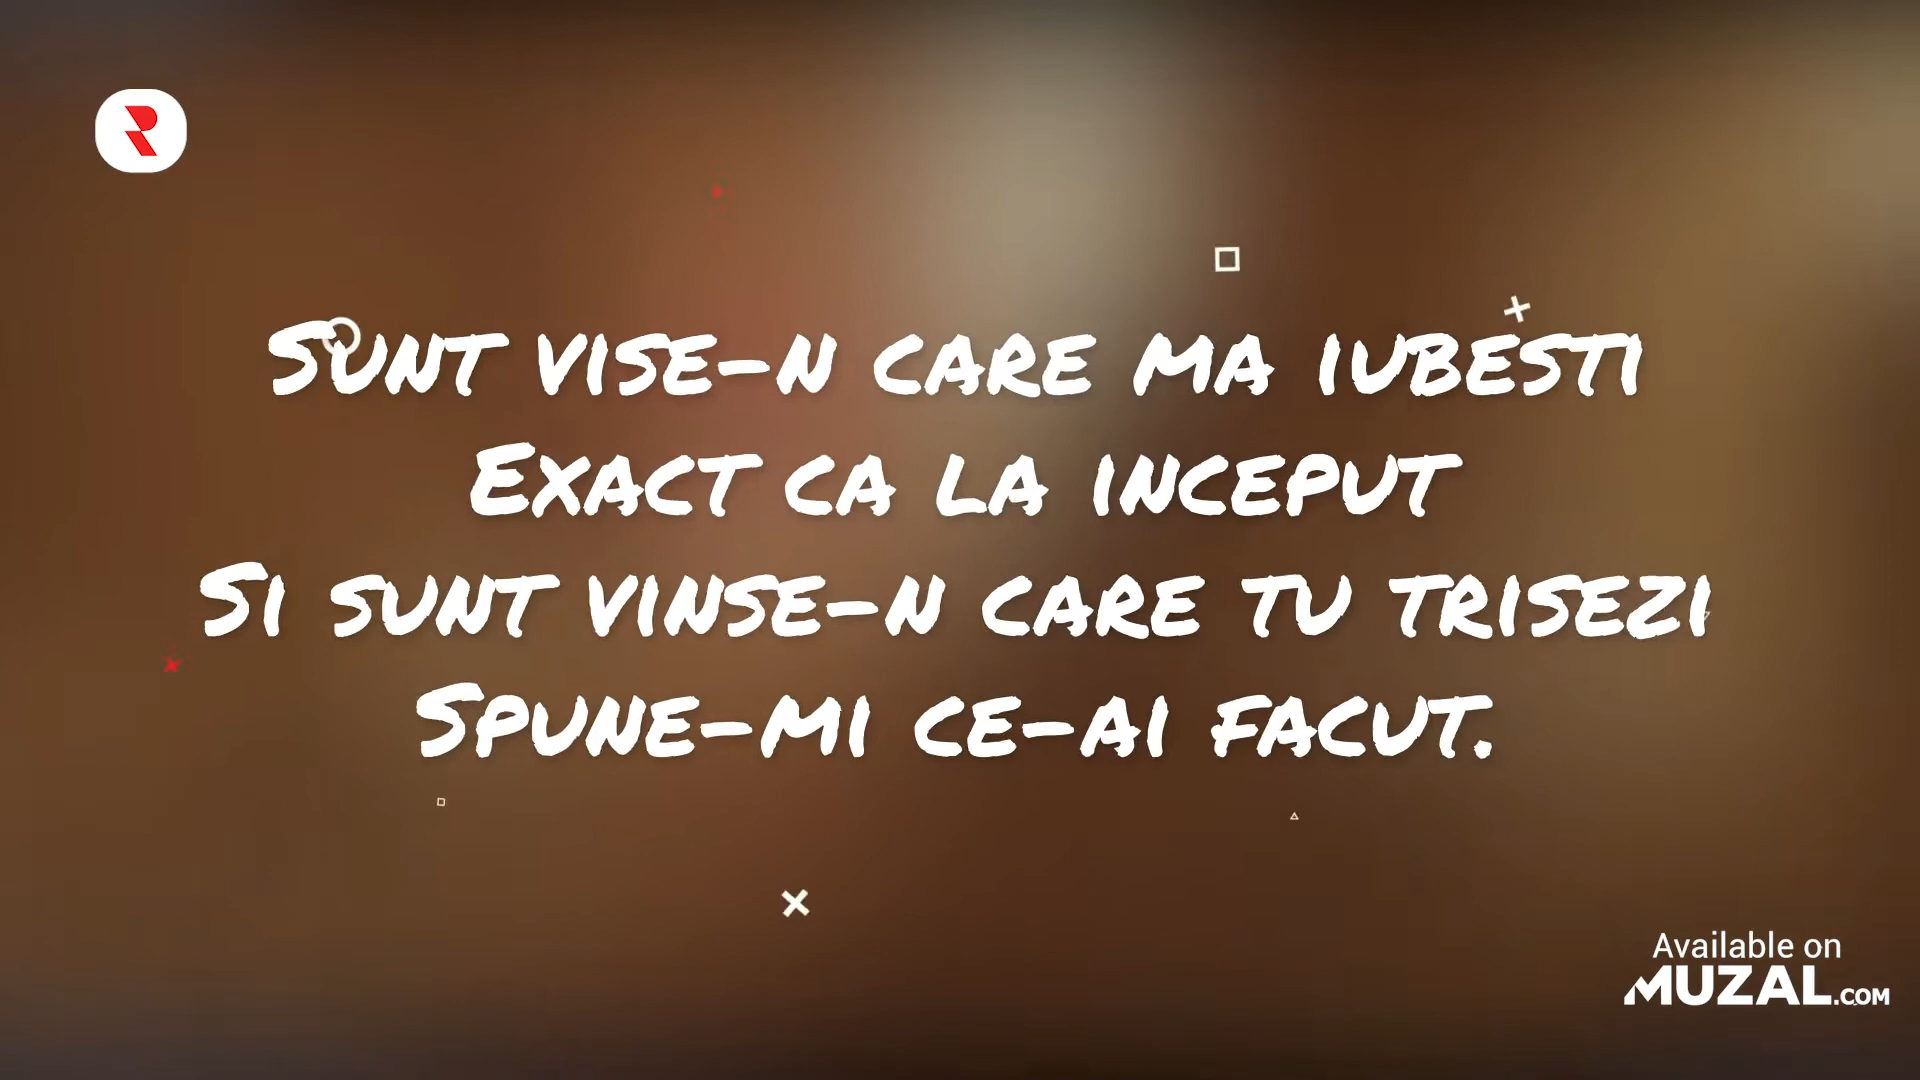 R
Sunt vise-n care ma iubesti
Exact ca la inceput
Si sunt vinse-n care tu trisezi
Spune-mi ce-ai facut.
Available on
MUZAL.COM